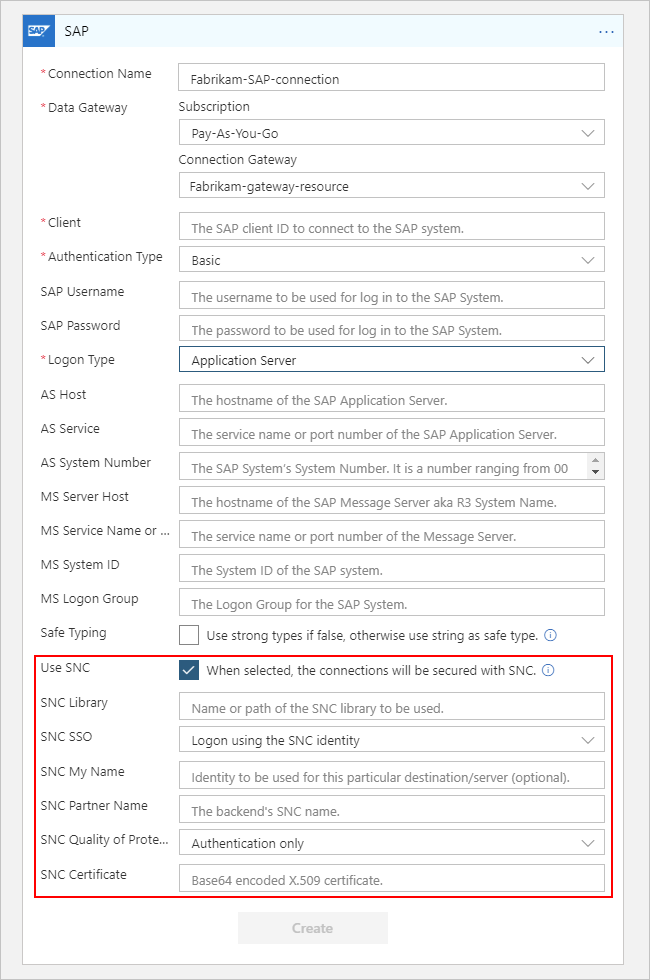 SAP SAP ...
* Connection Name Fabrikam-SAP-connection
* Data Gateway Subscription
Pay-As-You-Go
Connection Gateway
Fabrikam-gateway-resource
* Client The SAP client ID to connect to the SAP system.
* Authentication Type Basic
SAP Username The username to be used for log in to the SAP System.
SAP Password The password to be used for log in to the SAP System.
* Logon Type Application Server
AS Host The hostname of the SAP Application Server.
AS Service The service name or port number of the SAP Application Server.
AS System Number The SAP System's System Number. It is a number ranging from 00
MS Server Host The hostname of the SAP Message Server aka R3 System Name.
MS Service Name or ... The service name or port number of the Message Server.
MS System ID The System ID of the SAP system.
MS Logon Group The Logon Group for the SAP System.
Safe Typing Use strong types if false, otherwise use string as safe type.
Use SNC When selected, the connections will be secured with SNC.
SNC Library Name or path of the SNC library to be used.
SNC SSO Logon using the SNC identity
SNC My Name Identity to be used for this particular destination/server (optional).
SNC Partner Name The backend's SNC name.
SNC Quality of Prote... Authentication only
SNC Certificate Base64 encoded X.509 certificate.
Create